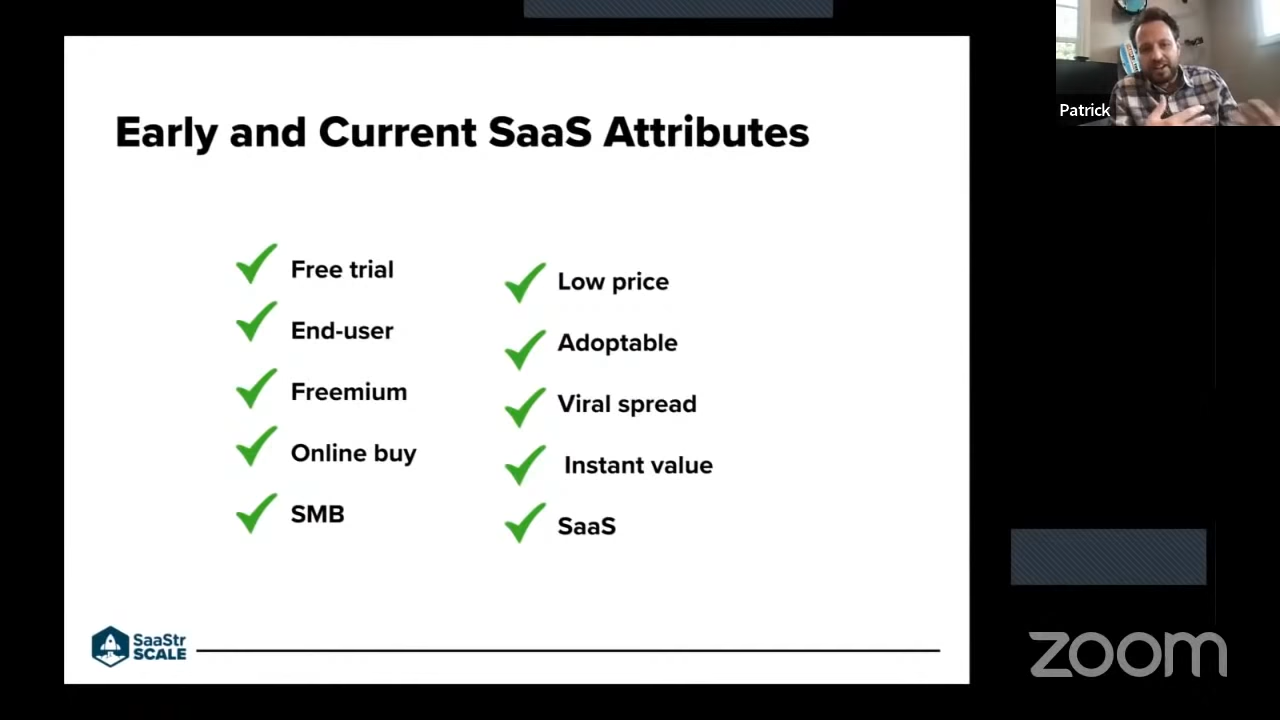 Patrick
Early and Current SaaS Attributes
Free trial
End-user
Freemium
Online buy
SMB
Low price
Adoptable
Viral spread
Instant value
SaaS
SaaStr
SCALE
zoom